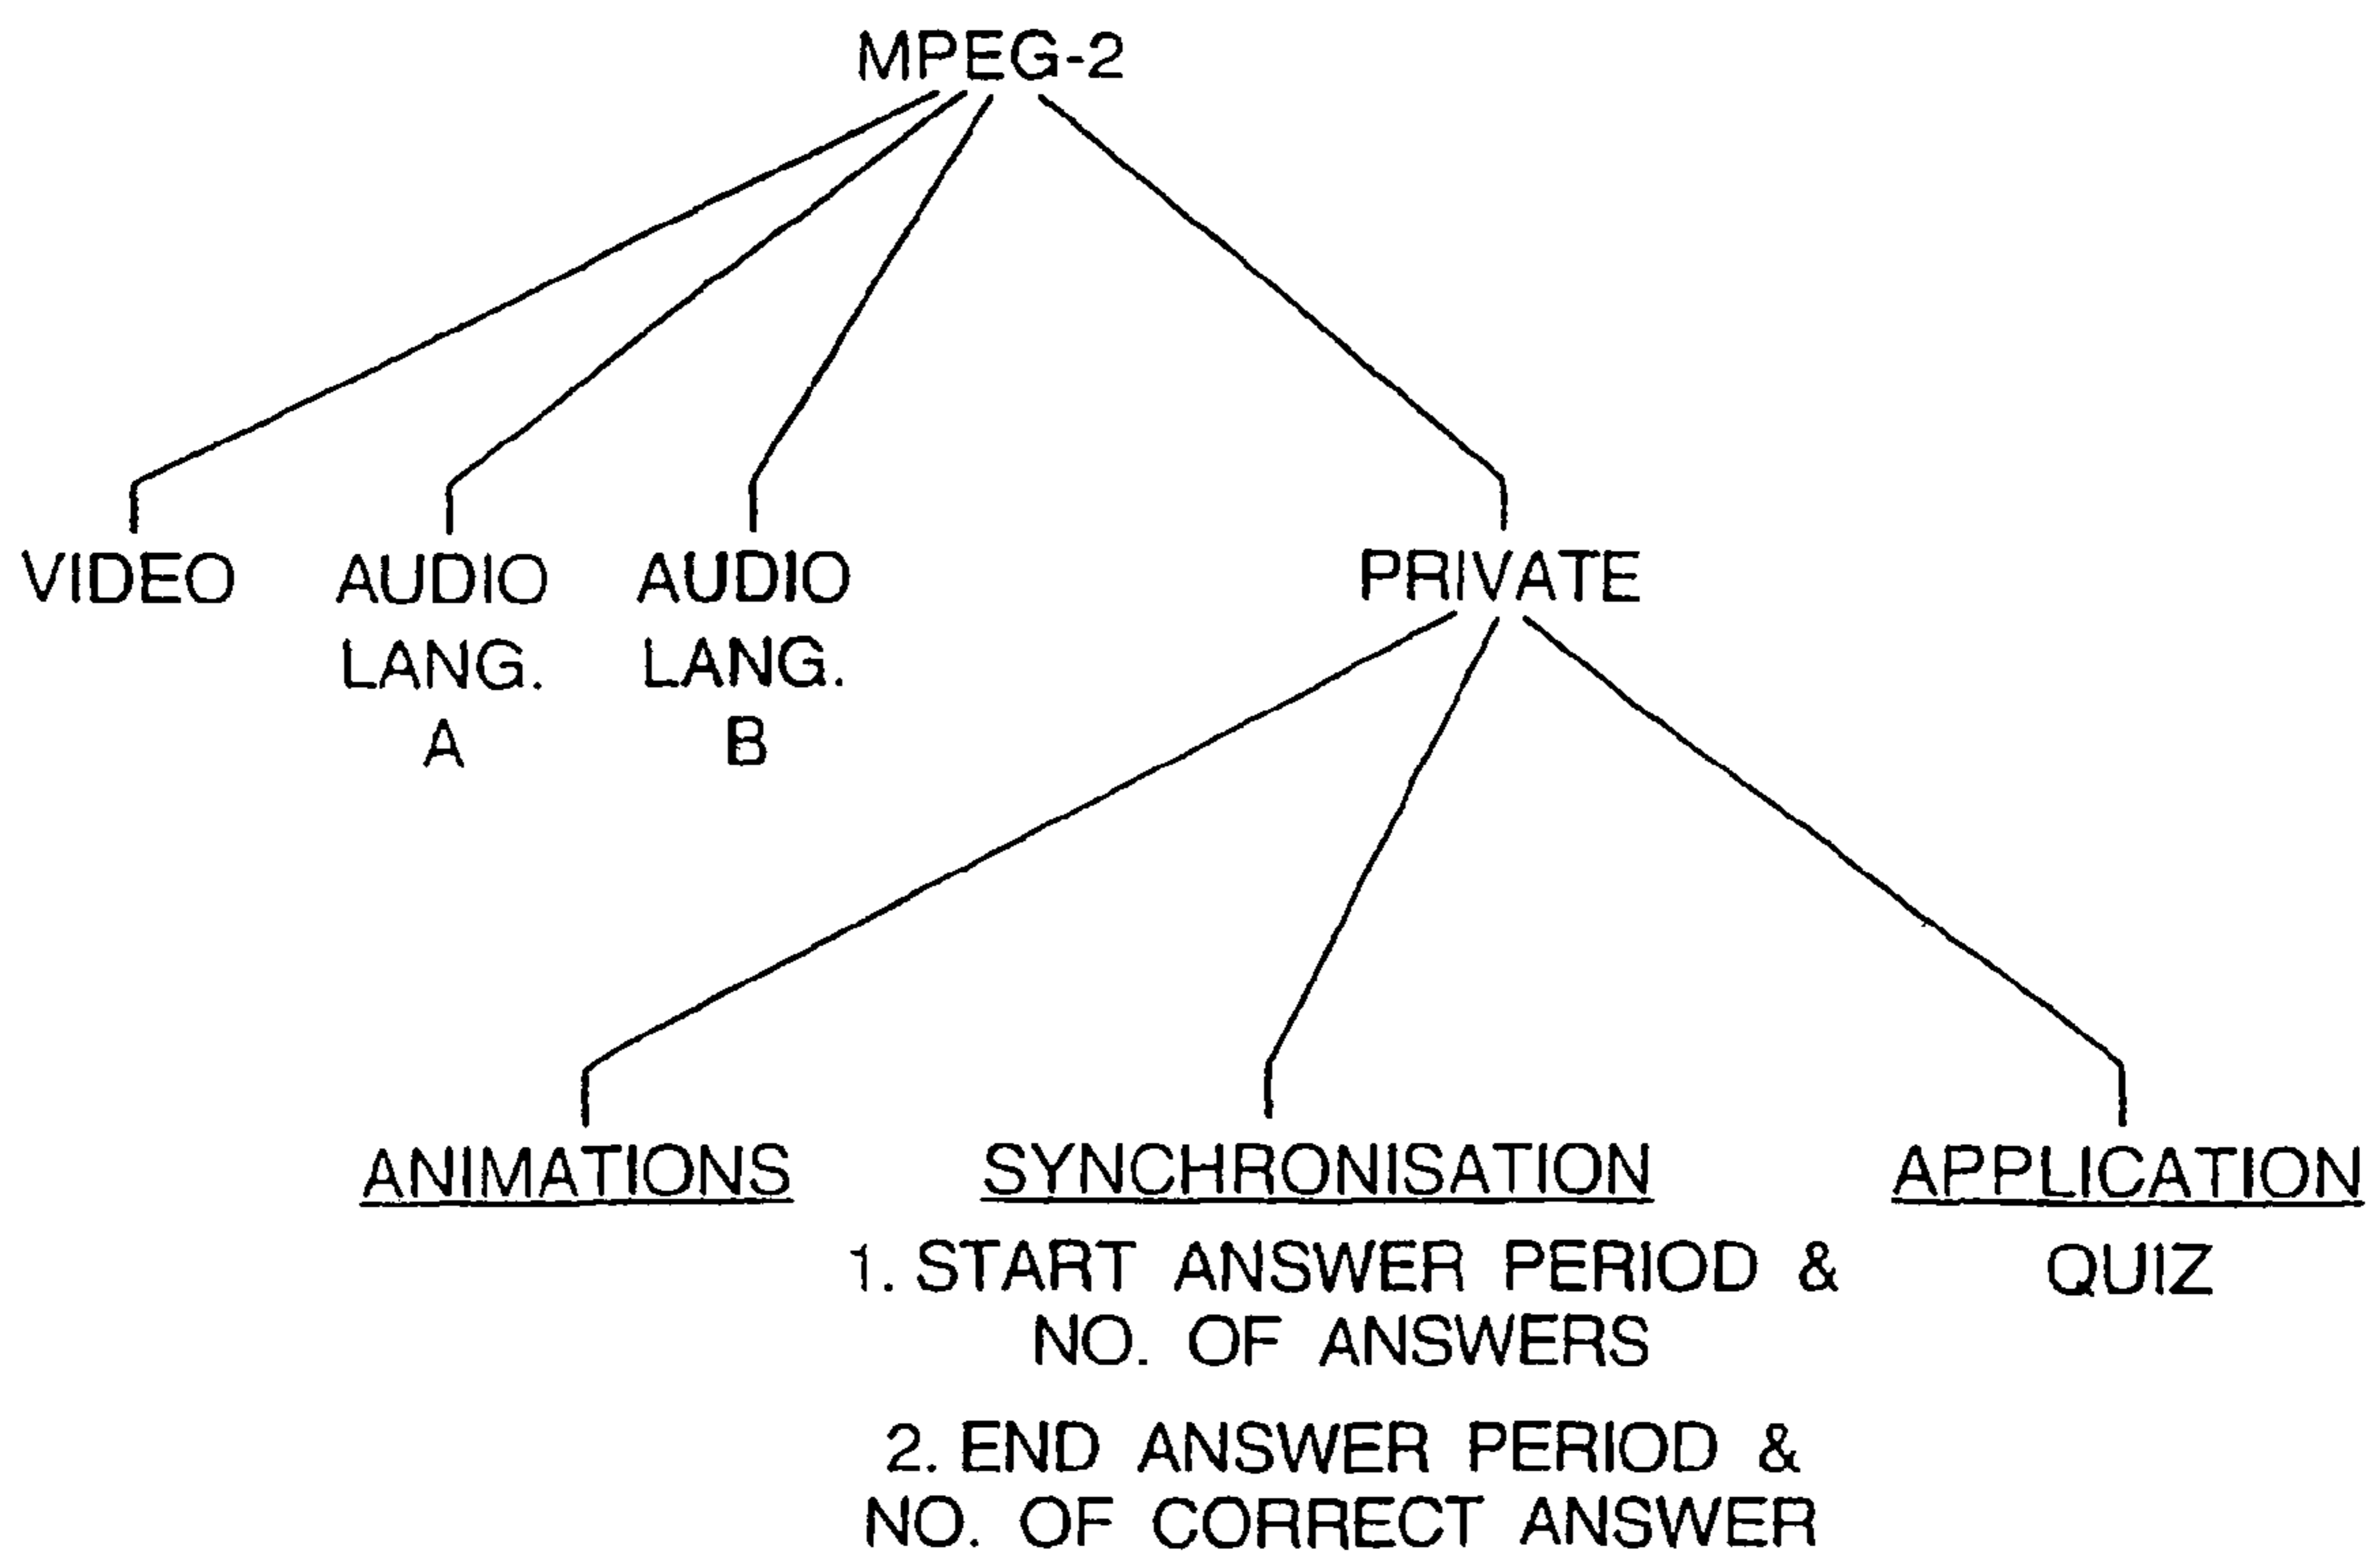 MPEG-2
VIDEO
AUDIO
LANG.
A
AUDIO
LANG.
B
PRIVATE
ANIMATIONS
SYNCHRONISATION
1. START ANSWER PERIOD &
NO. OF ANSWERS
2. END ANSWER PERIOD &
NO. OF CORRECT ANSWER
APPLICATION
QUIZ